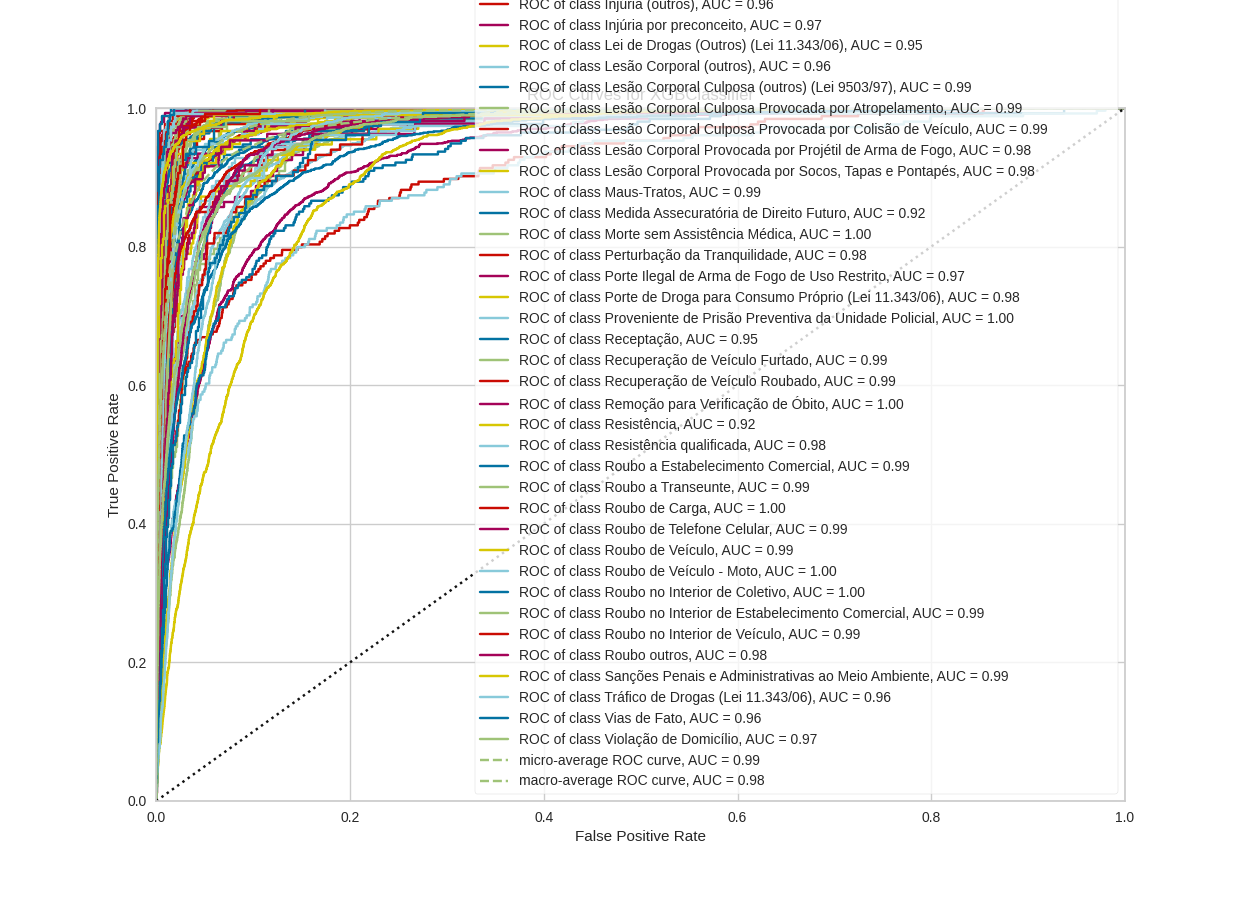 ROC of class Injúria (outros), AUC = 0.96
ROC of class Injúria por preconceito, AUC = 0.97
ROC of class Lei de Drogas (Outros) (Lei 11.343/06), AUC = 0.95
ROC of class Lesão Corporal (outros), AUC = 0.96
ROC of class Lesão Corporal Culposa (outros) (Lei 9503/97), AUC = 0.99
ROC Curves for XGBClassifier
ROC of class Lesão Corporal Culposa Provocada por Atropelamento, AUC = 0.99
ROC of class Lesão Corporal Culposa Provocada por Colisão de Veículo, AUC = 0.99
ROC of class Lesão Corporal Provocada por Projétil de Arma de Fogo, AUC = 0.98
ROC of class Lesão Corporal Provocada por Socos, Tapas e Pontapés, AUC = 0.98
ROC of class Maus-Tratos, AUC = 0.99
ROC of class Medida Assecuratória de Direito Futuro, AUC = 0.92
ROC of class Morte sem Assistência Médica, AUC = 1.00
ROC of class Perturbação da Tranquilidade, AUC = 0.98
ROC of class Porte Ilegal de Arma de Fogo de Uso Restrito, AUC = 0.97
ROC of class Porte de Droga para Consumo Próprio (Lei 11.343/06), AUC = 0.98
ROC of class Proveniente de Prisão Preventiva da Unidade Policial, AUC = 1.00
ROC of class Receptação, AUC = 0.95
ROC of class Recuperação de Veículo Furtado, AUC = 0.99
ROC of class Recuperação de Veículo Roubado, AUC = 0.99
ROC of class Remoção para Verificação de Óbito, AUC = 1.00
ROC of class Resistência, AUC = 0.92
ROC of class Resistência qualificada, AUC = 0.98
ROC of class Roubo a Estabelecimento Comercial, AUC = 0.99
ROC of class Roubo a Transeunte, AUC = 0.99
ROC of class Roubo de Carga, AUC = 1.00
ROC of class Roubo de Telefone Celular, AUC = 0.99
ROC of class Roubo de Veículo, AUC = 0.99
ROC of class Roubo de Veículo - Moto, AUC = 1.00
ROC of class Roubo no Interior de Coletivo, AUC = 1.00
ROC of class Roubo no Interior de Estabelecimento Comercial, AUC = 0.99
ROC of class Roubo no Interior de Veículo, AUC = 0.99
ROC of class Roubo outros, AUC = 0.98
ROC of class Sanções Penais e Administrativas ao Meio Ambiente, AUC = 0.99
ROC of class Tráfico de Drogas (Lei 11.343/06), AUC = 0.96
ROC of class Vias de Fato, AUC = 0.96
ROC of class Violação de Domicílio, AUC = 0.97
micro-average ROC curve, AUC = 0.99
macro-average ROC curve, AUC = 0.98
True Positive Rate
1.0
0.8
0.6
0.4
0.2
0.0
0.0 0.2 0.4 0.6 0.8 1.0
False Positive Rate